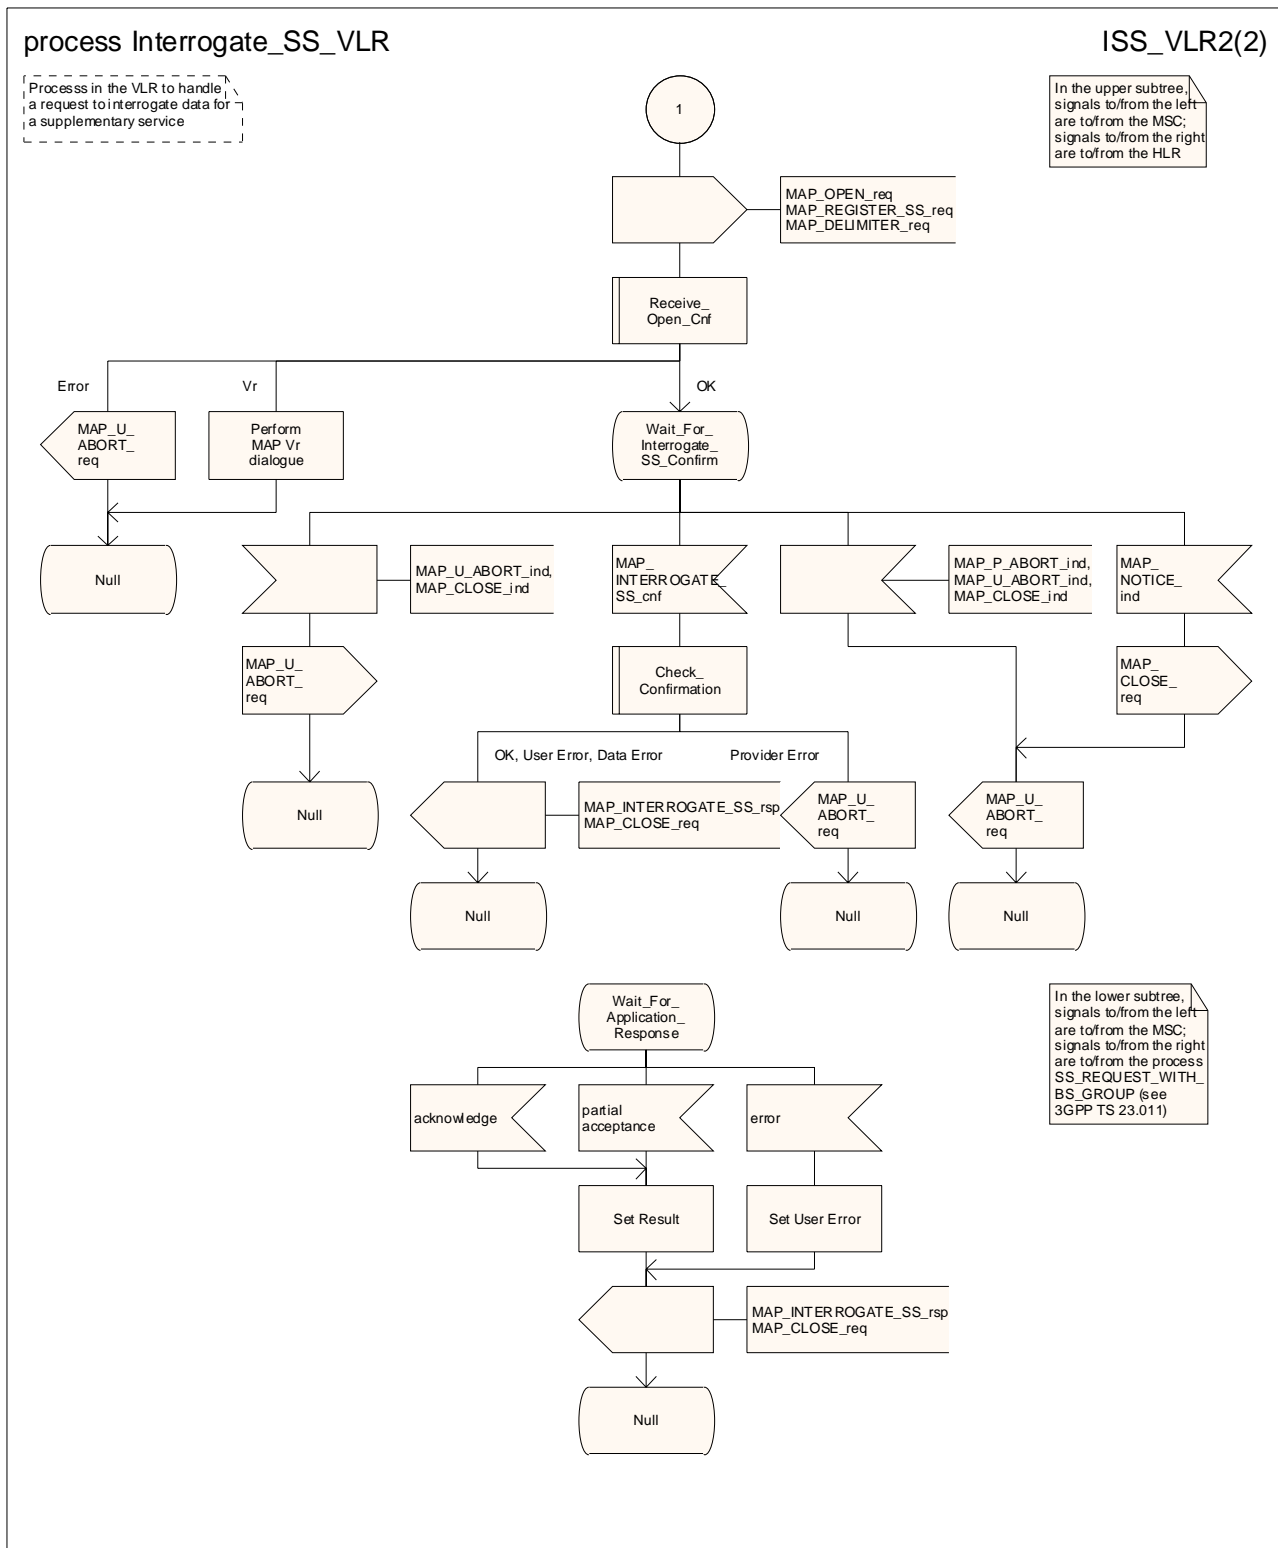 process Interrogate_SS_VLR
ISS_VLR2(2)
Processs in the VLR to handle
a request to interrogate data for
a supplementary service
In the upper subtree,
signals to/from the left
are to/from the MSC;
signals to/from the right
are to/from the HLR
1
MAP_OPEN_req
MAP_REGISTER_SS_req
MAP_DELIMITER_req
Receive_
Open_Cnf
Error
Vr
OK
MAP_U_
ABORT_
req
Perform
MAP Vr
dialogue
Wait_For_
Interrogate_
SS_Confirm
Null
MAP_U_ABORT_ind,
MAP_CLOSE_ind
MAP_
INTERROGATE_
SS_cnf
MAP_P_ABORT_ind,
MAP_U_ABORT_ind,
MAP_CLOSE_ind
MAP_
NOTICE_
ind
MAP_U_
ABORT_
req
Check_
Confirmation
MAP_
CLOSE_
req
OK, User Error, Data Error
Provider Error
Null
MAP_INTERROGATE_SS_rsp
MAP_CLOSE_req
MAP_U_
ABORT_
req
MAP_U_
ABORT_
req
Null
Null
Null
Wait_For_
Application_
Response
In the lower subtree,
signals to/from the left
are to/from the MSC;
signals to/from the right
are to/from the process
SS_REQUEST_WITH_
BS_GROUP (see
3GPP TS 23.011)
acknowledge
partial
acceptance
error
Set Result
Set User Error
MAP_INTERROGATE_SS_rsp
MAP_CLOSE_req
Null